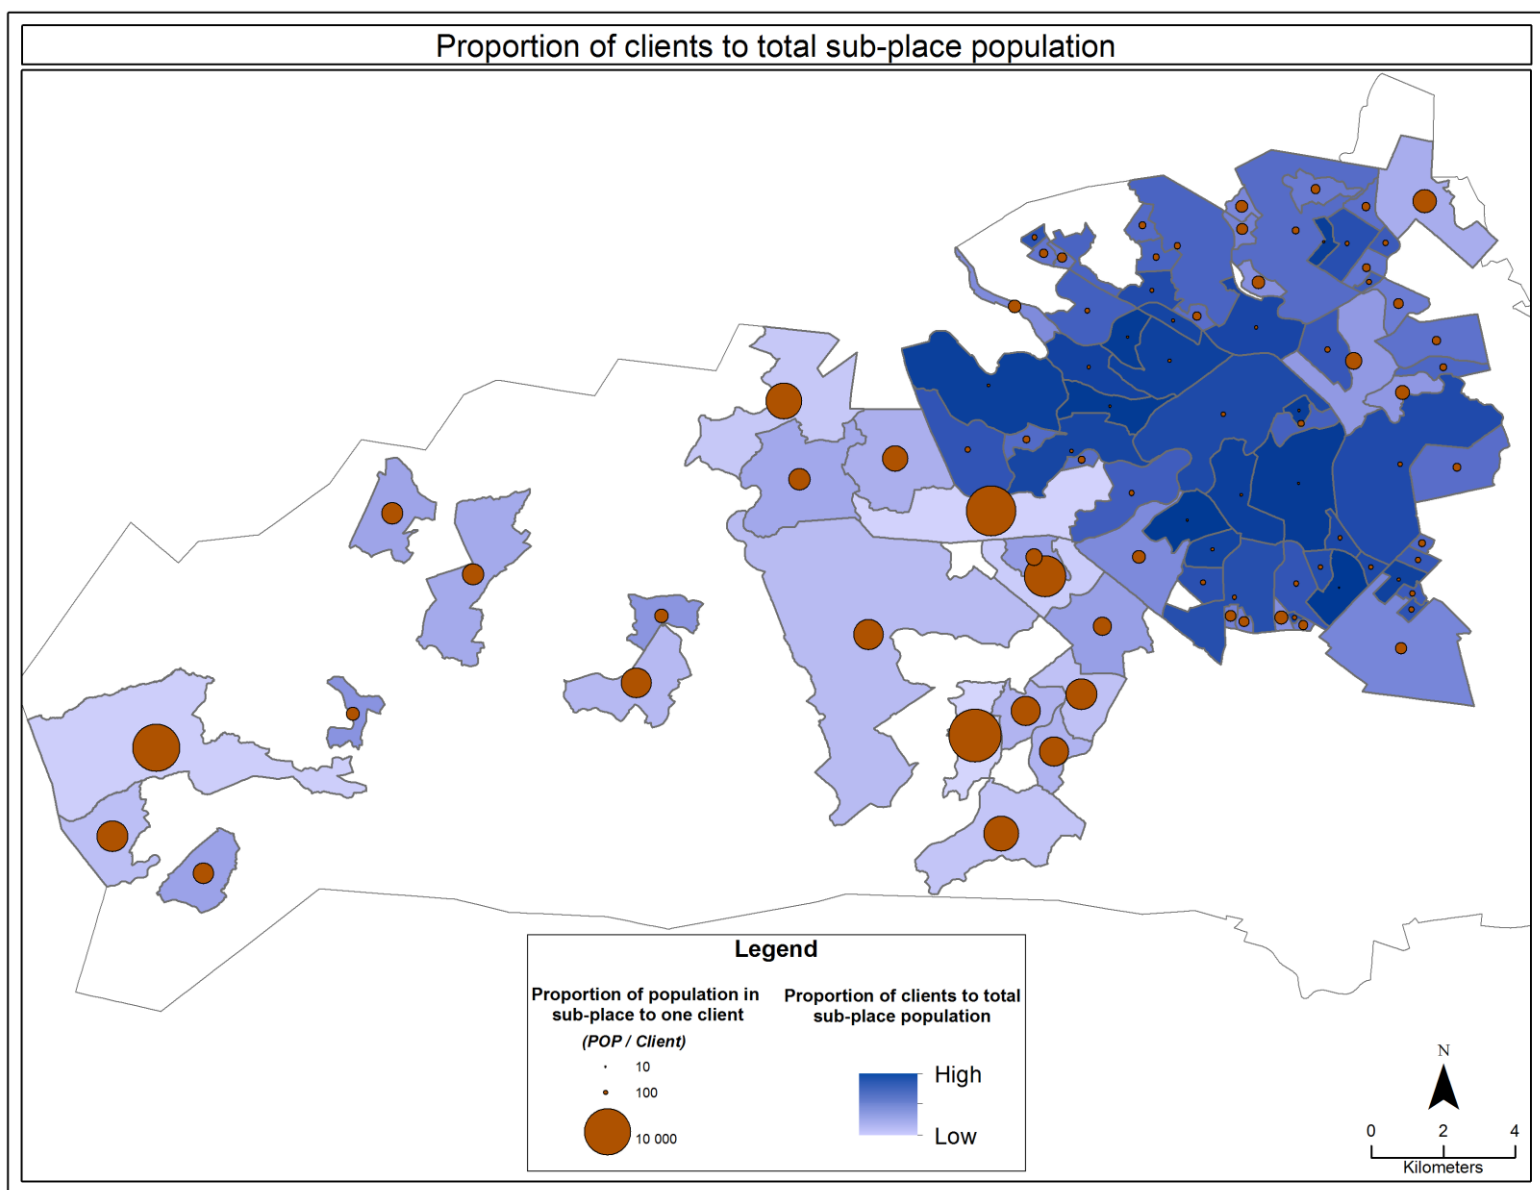 Proportion of clients to total sub-place population
Legend
Proportion of population in
sub-place to one client
(POP / Client)
10
100
10 000
Proportion of clients to total
sub-place population
High
Low
N
0 2 4
Kilometers